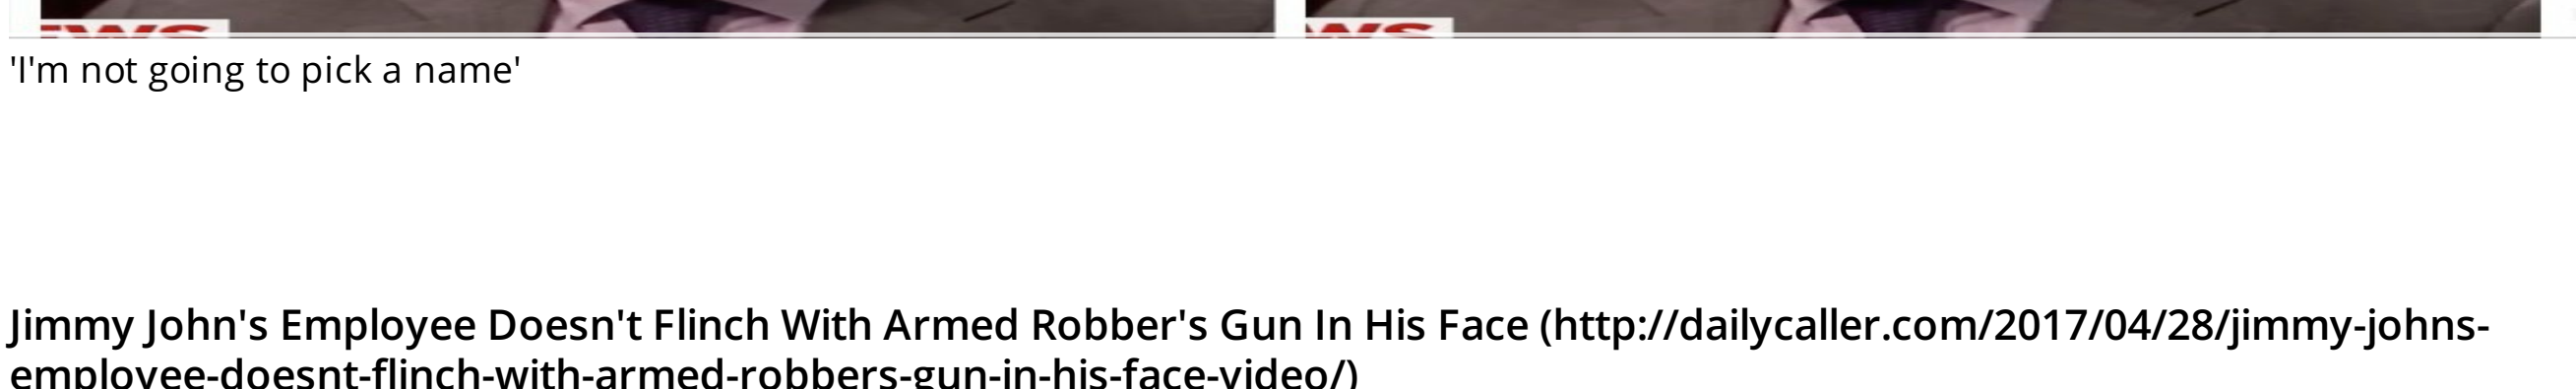 'I'm not going to pick a name'
Jimmy John's Employee Doesn't Flinch With Armed Robber's Gun In His Face (http://dailycaller.com/2017/04/28/jimmy-johns-
employee-doesnt-flinch-with-armed-robbers-gun-in-his-face-video/)